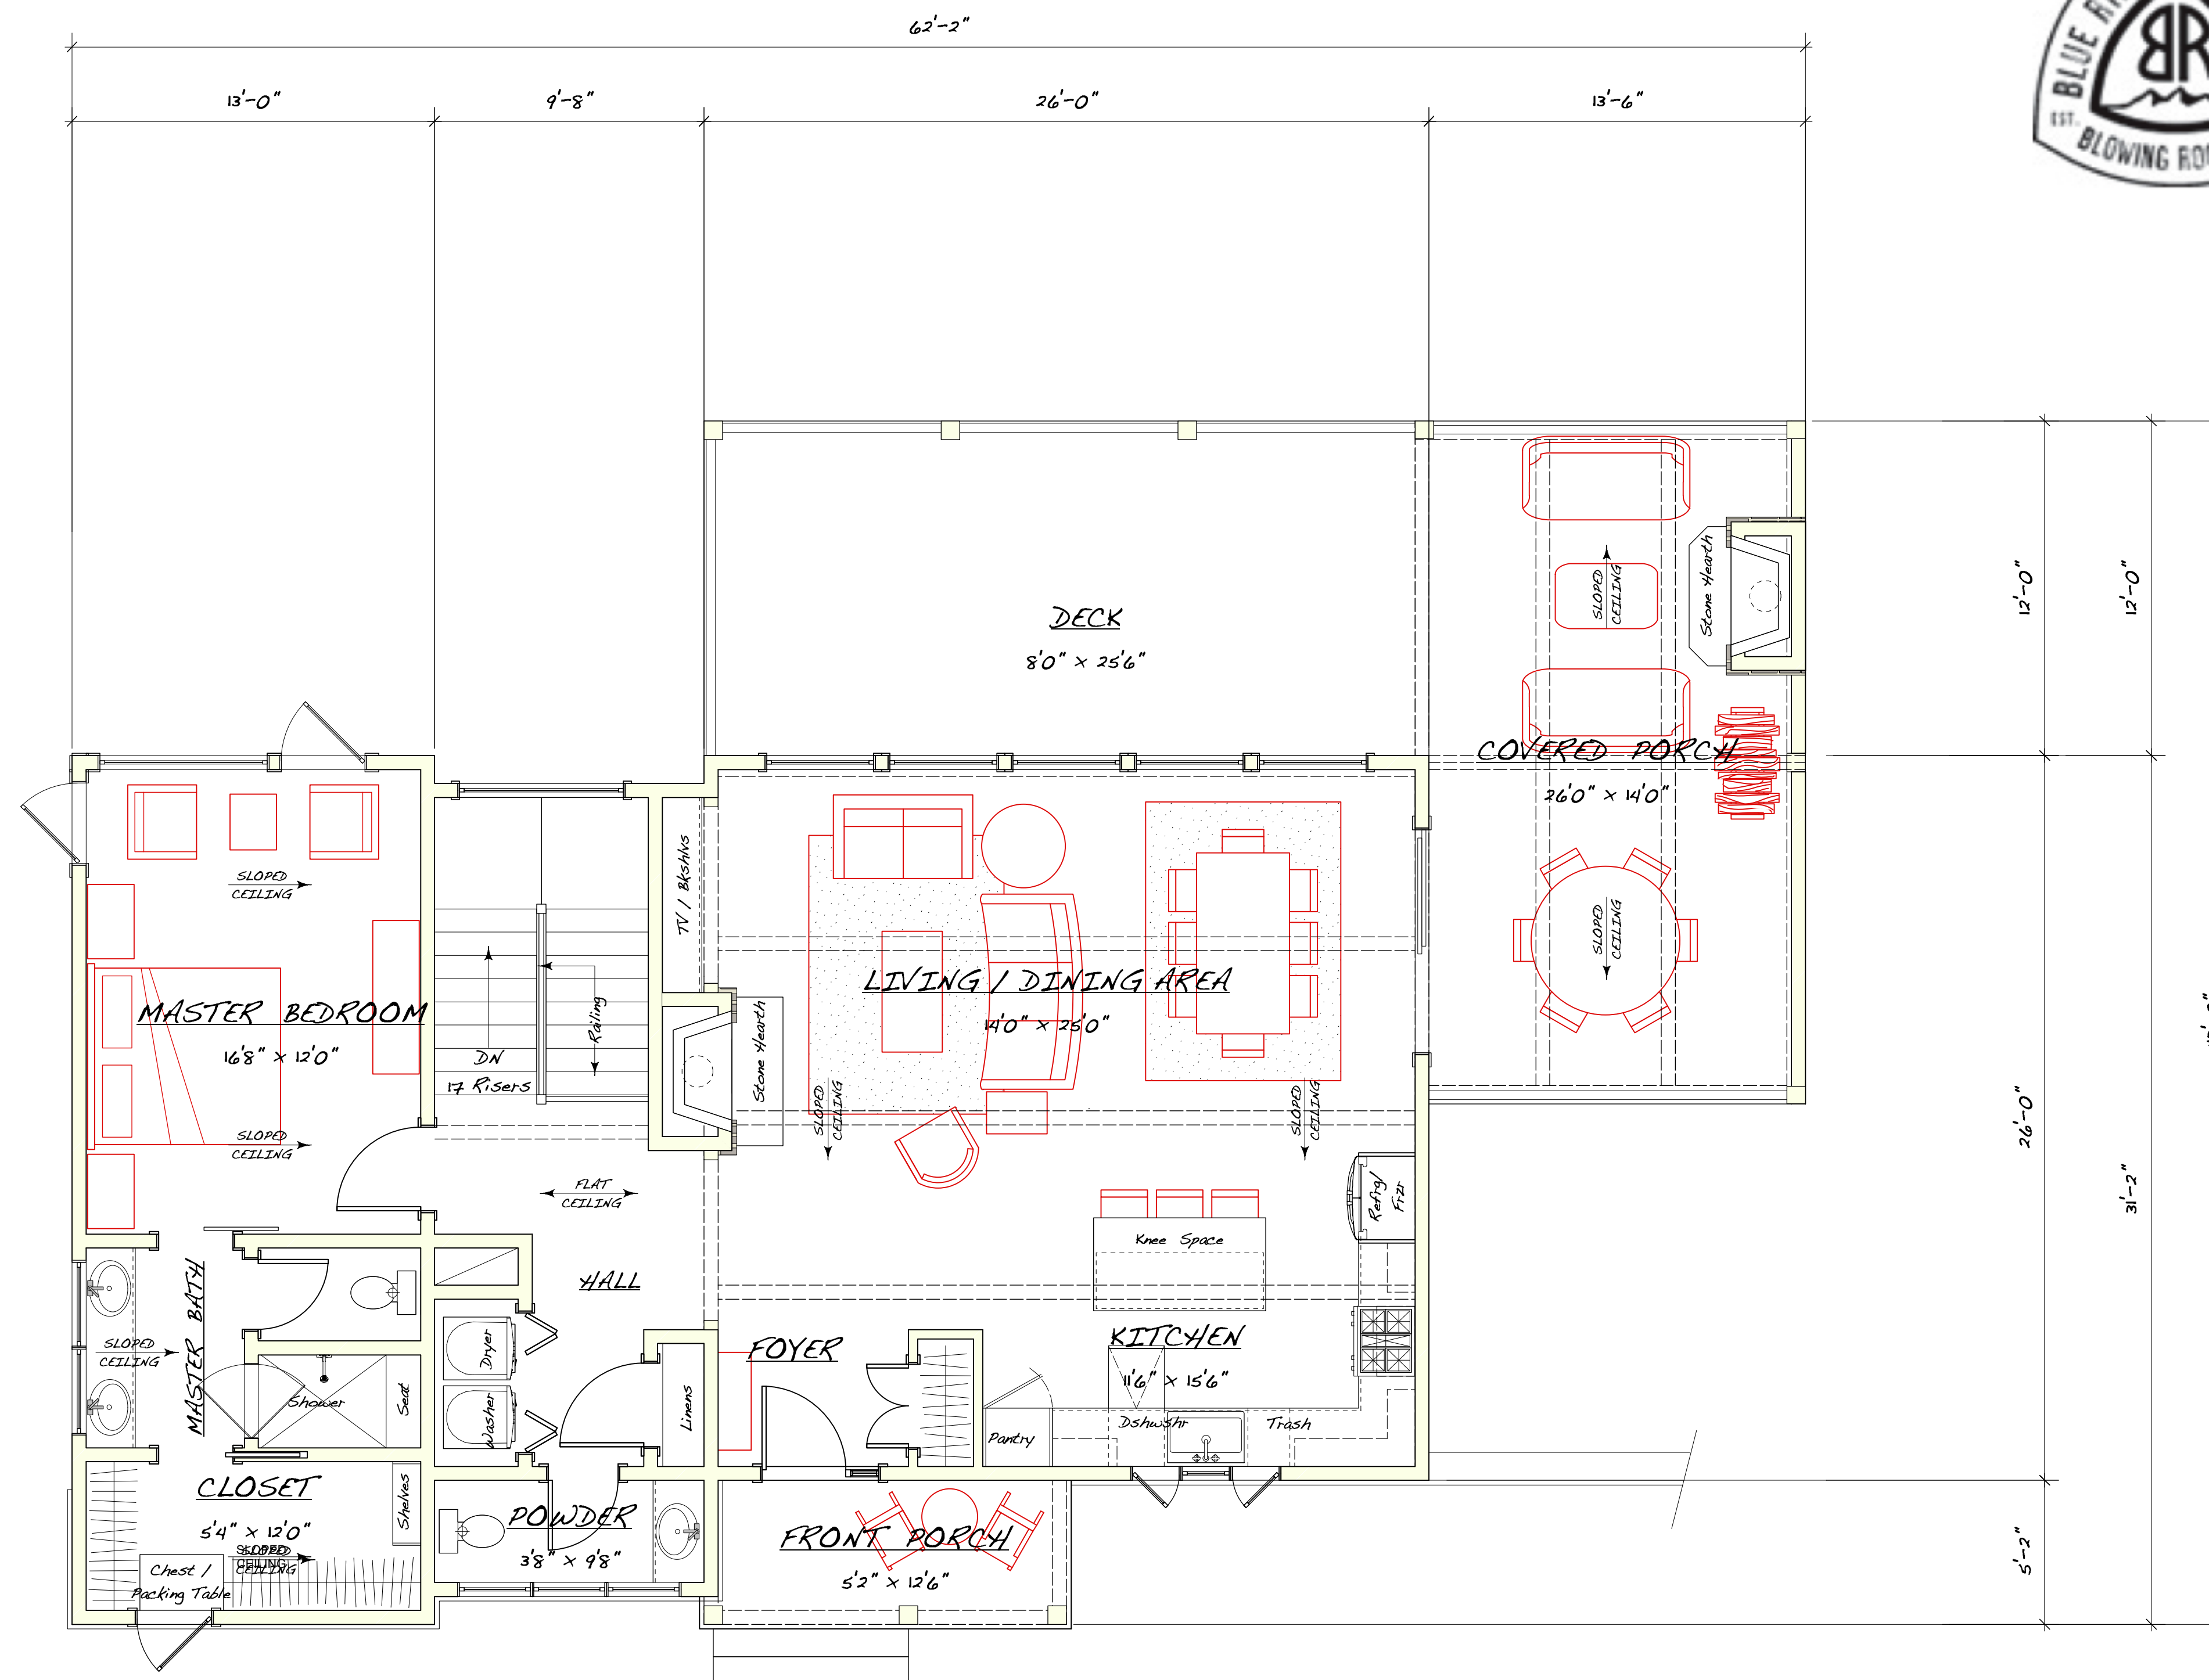 62'-2"
13'-0"
9'-8"
26'-0"
13'-6"
BLUE
BR
EST.
BLOWING
DECK
8'0" x 25'6"
SLOPED
CEILING
Stone Hearth
12'-0"
12'-0"
COVERED PORCH
26'0" x 14'0"
SLOPED
CEILING
SLOPED
CEILING
TV / Bkshlvs
MASTER BEDROOM
16'8" x 12'0"
SLOPED
CEILING
DN
17 Risers
Railing
Stone Hearth
LIVING / DINING AREA
14'0" x 25'0"
SLOPED
CEILING
SLOPED
CEILING
26'-0"
31'-2"
FLAT
CEILING
HALL
Refrg/
Frzr
Knee Space
MASTER BATH
SLOPED
CEILING
Shower
Seat
Dryer
Washer
Linens
FOYER
KITCHEN
11'6" x 15'6"
Pantry
Dshwshr
Trash
CLOSET
5'4" x 12'0"
SLOPED
CEILING
Shelves
Chest /
Packing Table
POWDER
3'8" x 9'8"
FRONT PORCH
5'2" x 12'6"
5'-2"